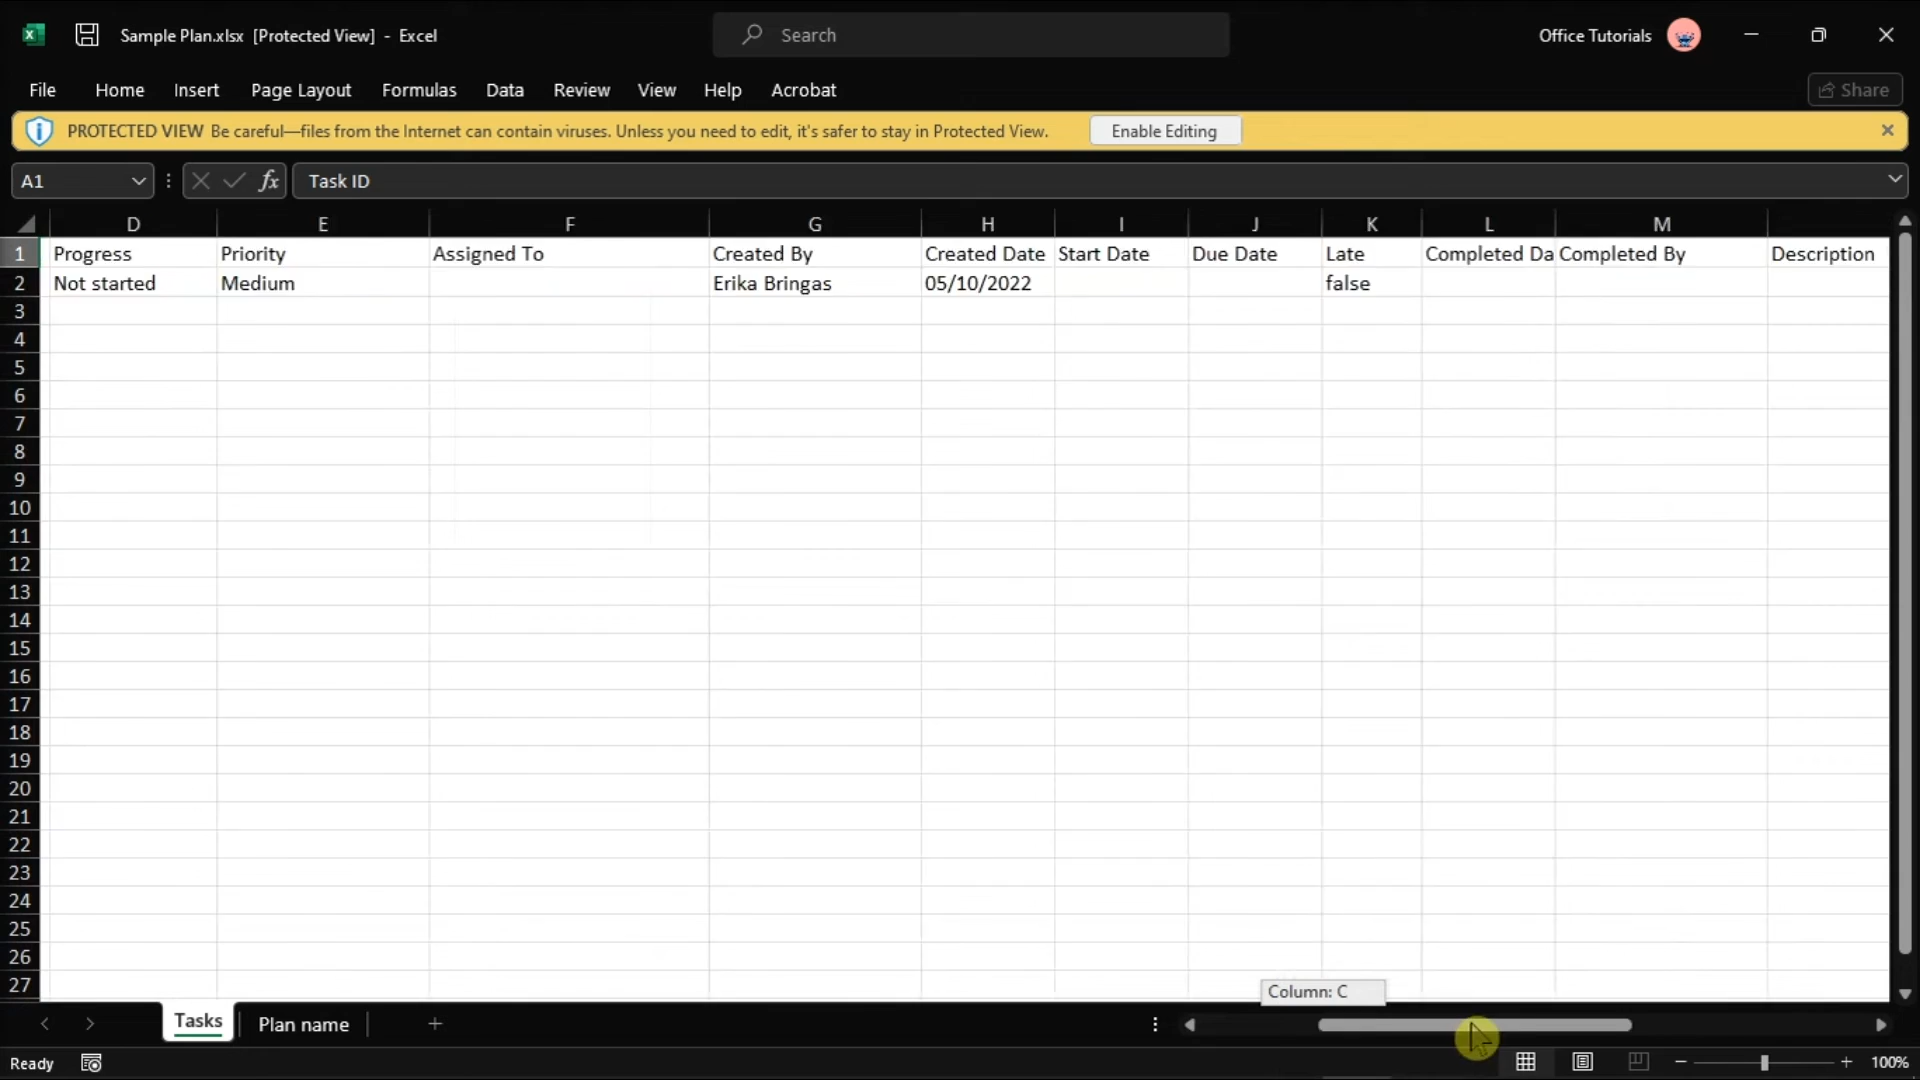 Sample Plan.xlsx [Protected View] - Excel
Search
Office Tutorials
File Home Insert Page Layout Formulas Data Review View Help Acrobat
Share
PROTECTED VIEW Be careful—files from the Internet can contain viruses. Unless you need to edit, it's safer to stay in Protected View.
Enable Editing
A1
fx
Task ID
D E F G H I J K L M
1 Progress Priority Assigned To Created By Created Date Start Date Due Date Late Completed Da Completed By Description
2 Not started Medium Erika Bringas 05/10/2022 false
3
4
5
6
7
8
9
10
11
12
13
14
15
16
17
18
19
20
21
22
23
24
25
26
27
Column: C
Tasks Plan name
Ready
100%